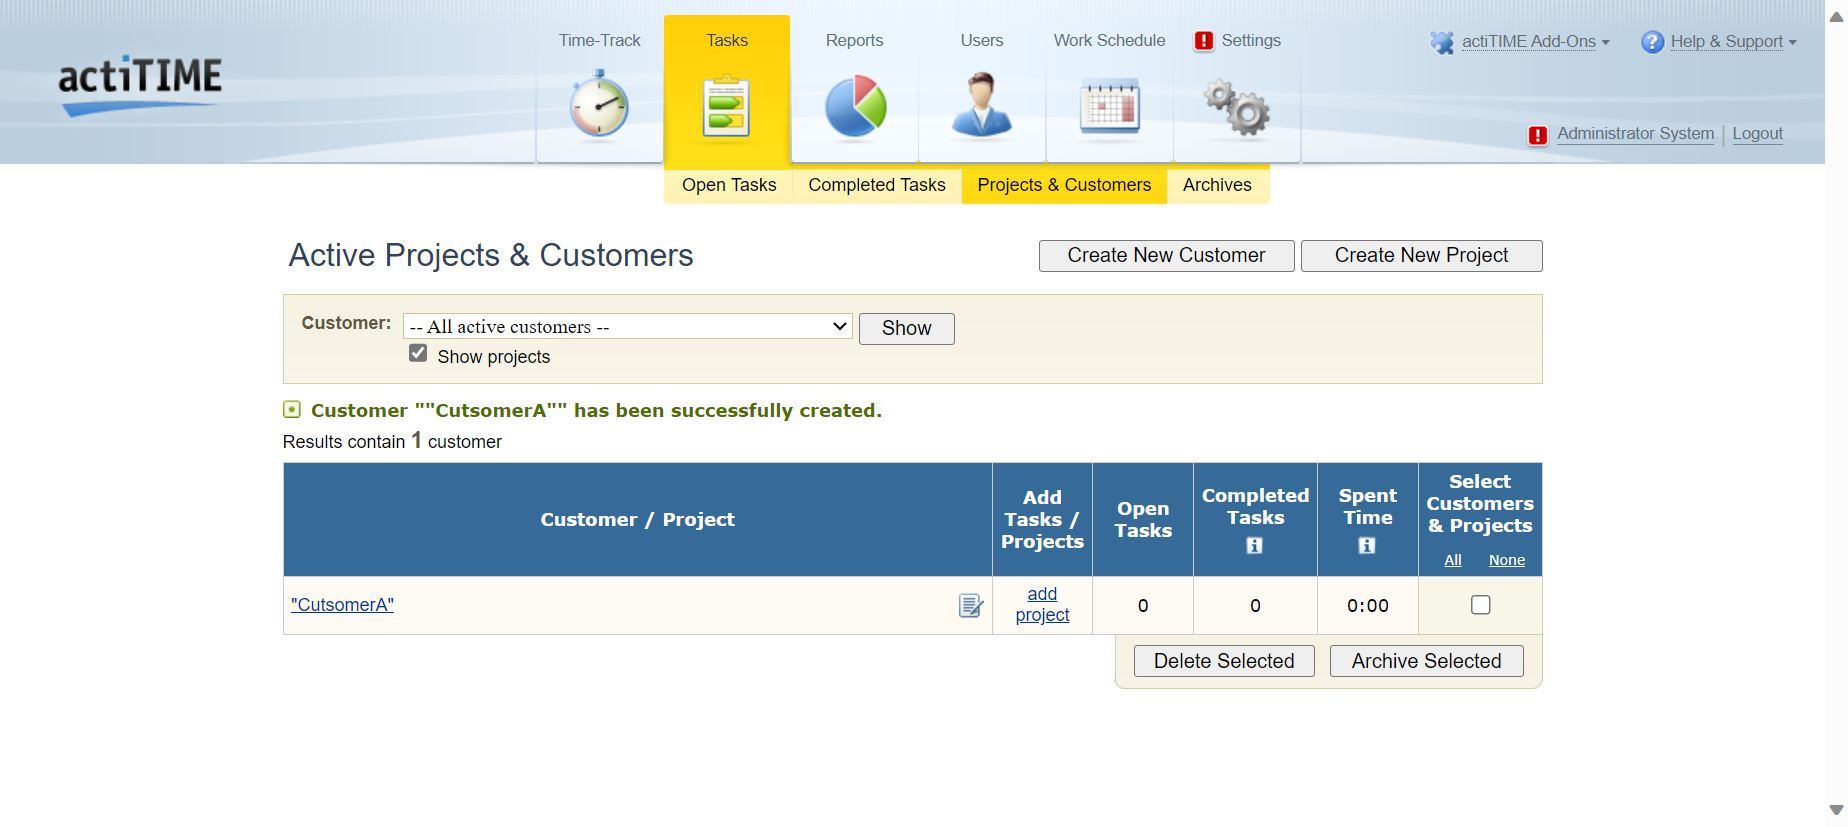 actiTIME
Time-Track
Tasks
Reports
Users
Work Schedule
Settings
actiTIME Add-Ons
Help & Support
Administrator System
Logout
Open Tasks
Completed Tasks
Projects & Customers
Archives
Active Projects & Customers
Create New Customer
Create New Project
Customer:
-- All active customers --
Show
Show projects
Customer ""CutsomerA"" has been successfully created.
Results contain 1 customer
Customer / Project
Add
Tasks /
Projects
Open
Tasks
Completed
Tasks
Spent
Time
Select
Customers
& Projects
All
None
"CutsomerA"
add
project
0
0
0:00
Delete Selected
Archive Selected